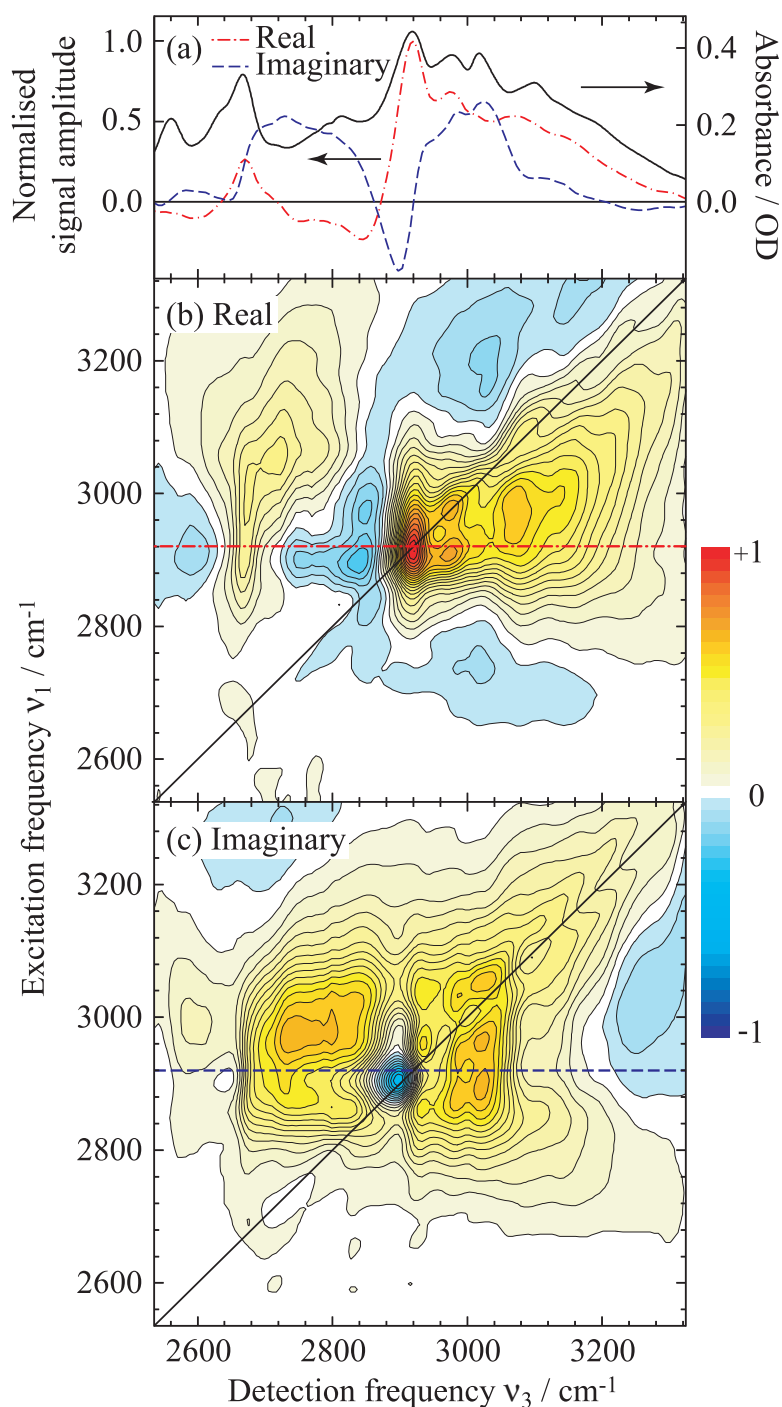 (a)
Real
Imaginary
1.0
0.5
0.0
Normalised
signal amplitude
0.4
0.2
0.0
Absorbance / OD
(b) Real
3200
3000
2800
2600
(c) Imaginary
3200
3000
2800
2600
Excitation frequency ν1 / cm-1
+1
0
-1
2600 2800 3000 3200
Detection frequency ν3 / cm-1